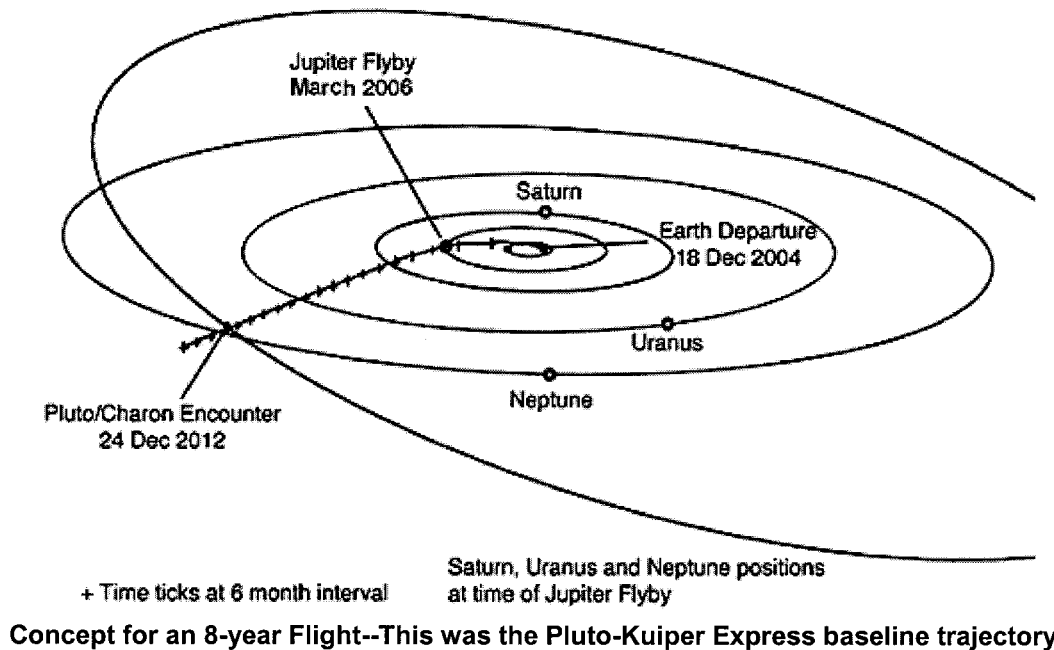 Jupiter Flyby
March 2006
Saturn
Earth Departure
18 Dec 2004
Uranus
Neptune
Pluto/Charon Encounter
24 Dec 2012
+ Time ticks at 6 month interval
Saturn, Uranus and Neptune positions
at time of Jupiter Flyby
Concept for an 8-year Flight--This was the Pluto-Kuiper Express baseline trajectory